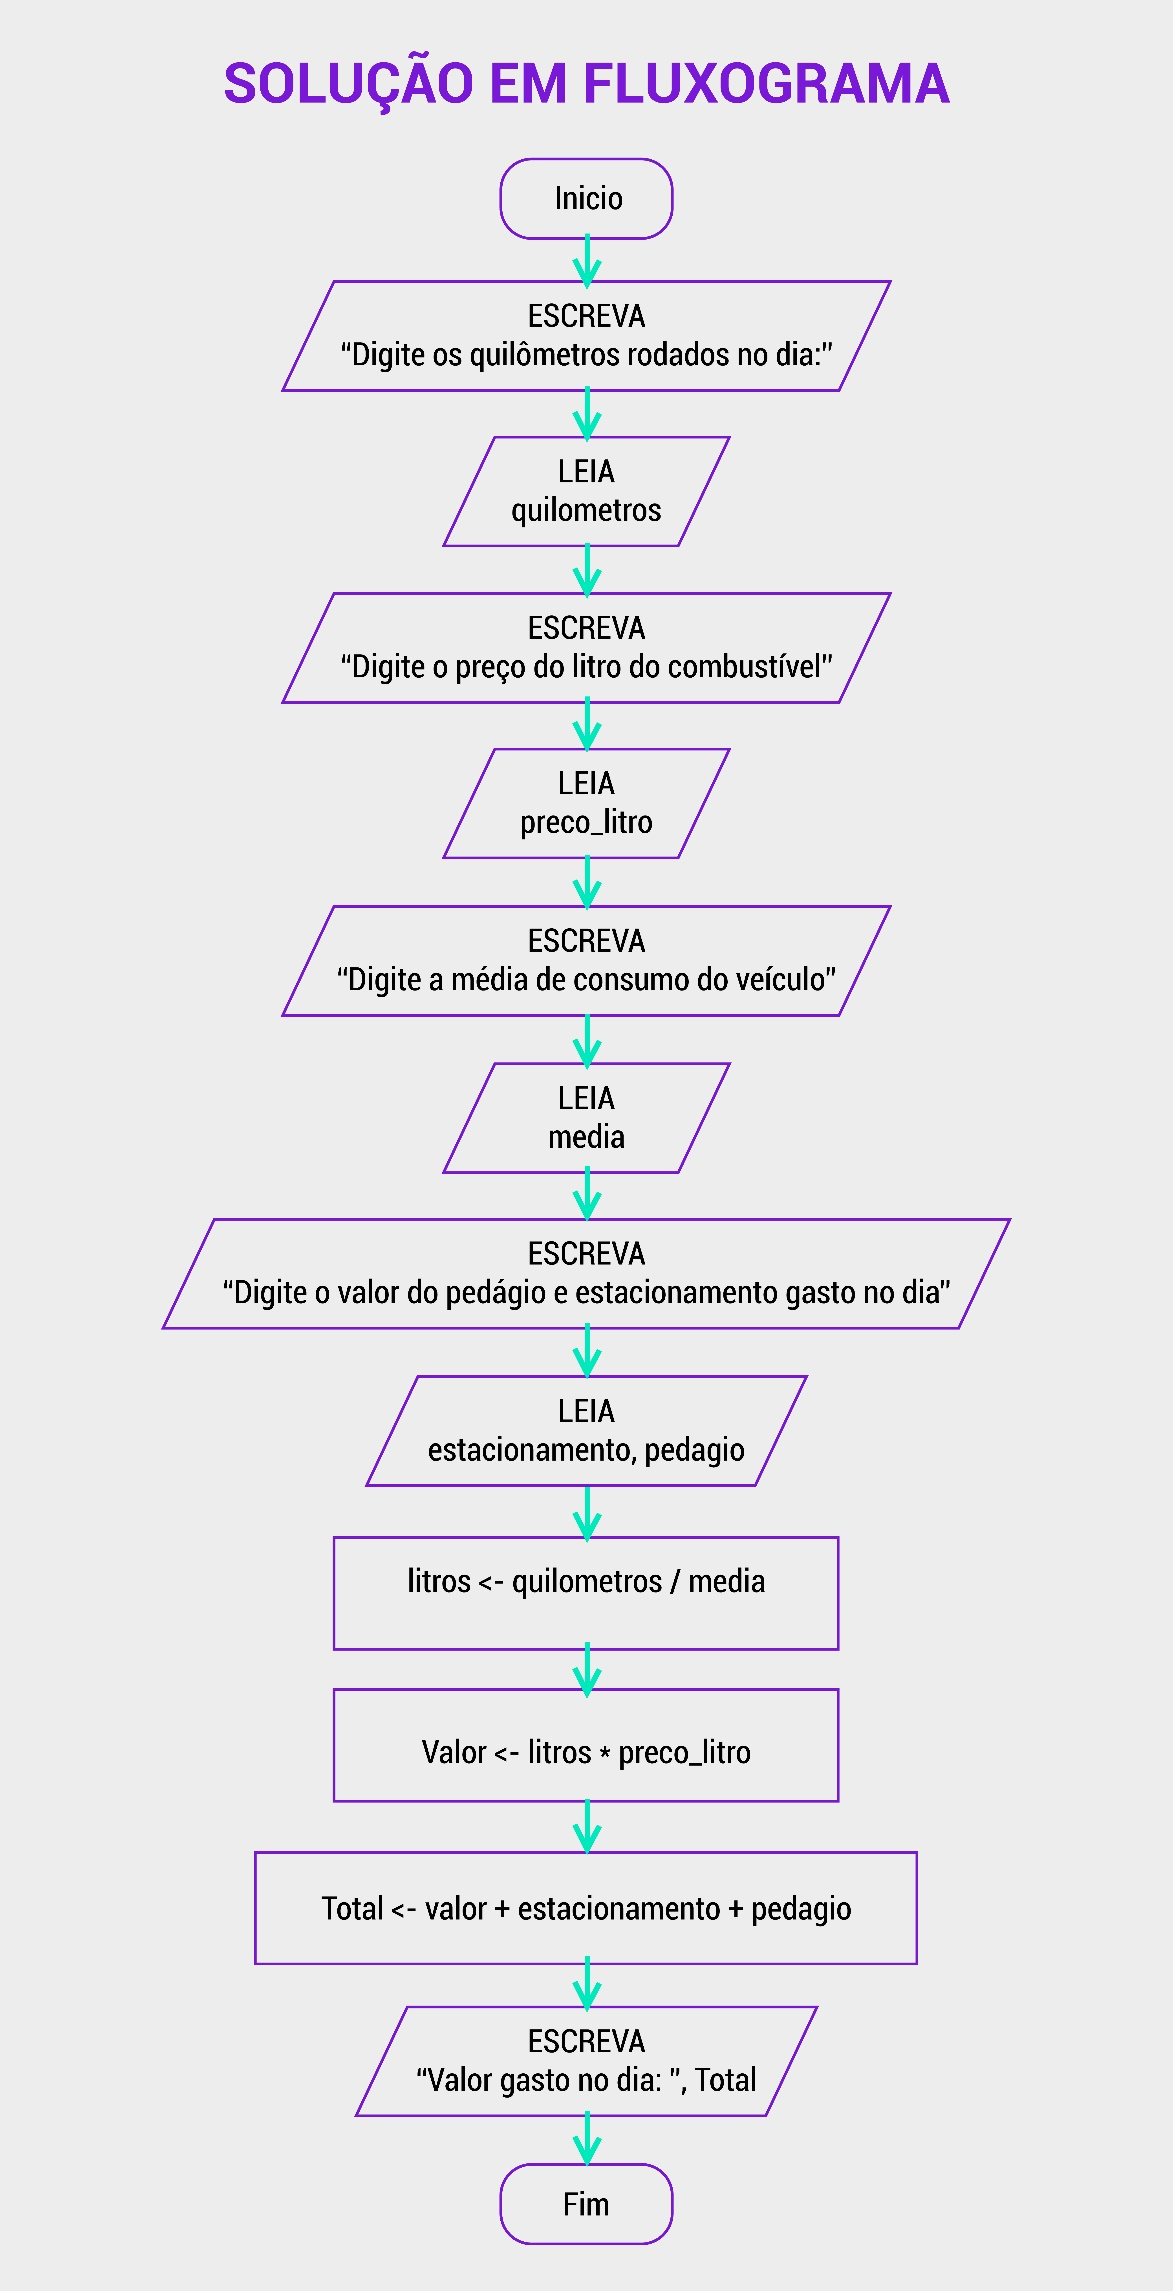 SOLUÇÃO EM FLUXOGRAMA
Inicio
ESCREVA
“Digite os quilômetros rodados no dia:”
LEIA
quilometros
ESCREVA
“Digite o preço do litro do combustível”
LEIA
preco_litro
ESCREVA
“Digite a média de consumo do veículo”
LEIA
media
ESCREVA
“Digite o valor do pedágio e estacionamento gasto no dia”
LEIA
estacionamento, pedagio
litros <- quilometros / media
Valor <- litros * preco_litro
Total <- valor + estacionamento + pedagio
ESCREVA
“Valor gasto no dia: ”, Total
Fim